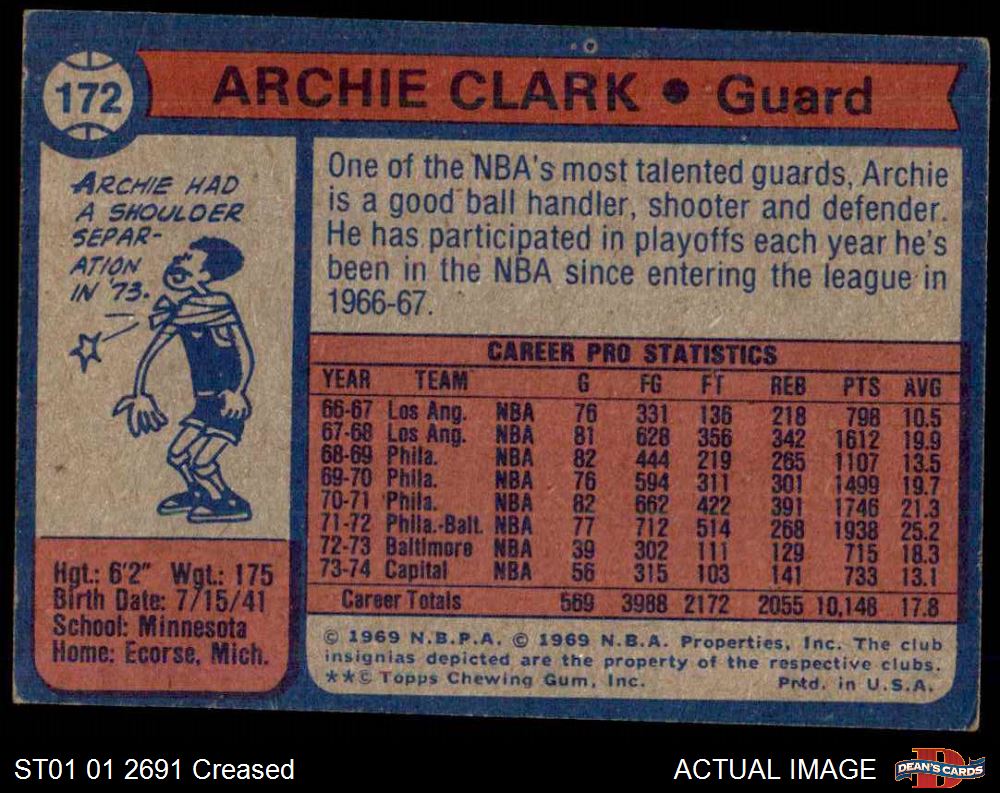 172
ARCHIE CLARK • Guard
ARCHIE HAD
A SHOULDER
SEPAR-
ATION
IN '73.
One of the NBA's most talented guards, Archie
is a good ball handler, shooter and defender.
He has participated in playoffs each year he's
been in the NBA since entering the league in
1966-67.
CAREER PRO STATISTICS
YEAR TEAM G FG FT REB PTS AVG
66-67 Los Ang. NBA 76 331 136 218 798 10.5
67-68 Los Ang. NBA 81 628 356 342 1612 19.9
68-69 Phila. NBA 82 444 219 265 1107 13.5
69-70 Phila. NBA 76 594 311 301 1499 19.7
70-71 Phila. NBA 82 662 422 391 1746 21.3
71-72 Phila.-Balt. NBA 77 712 514 268 1938 25.2
72-73 Baltimore NBA 39 302 111 129 715 18.3
73-74 Capital NBA 56 315 103 141 733 13.1
Career Totals 569 3988 2172 2055 10,148 17.8
Hgt.: 6'2" Wgt.: 175
Birth Date: 7/15/41
School: Minnesota
Home: Ecorse, Mich.
© 1969 N.B.P.A. © 1969 N.B.A. Properties, Inc. The club
insignias depicted are the property of the respective clubs.
**© Topps Chewing Gum, Inc. Prtd. in U.S.A.
ST01 01 2691 Creased
ACTUAL IMAGE
DEAN'S CARDS